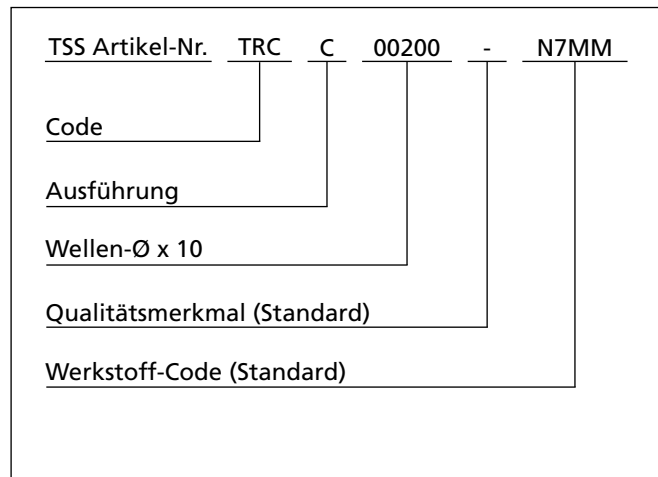 TSS Artikel-Nr. TRC C 00200 - N7MM
Code
Ausführung
Wellen-Ø x 10
Qualitätsmerkmal (Standard)
Werkstoff-Code (Standard)